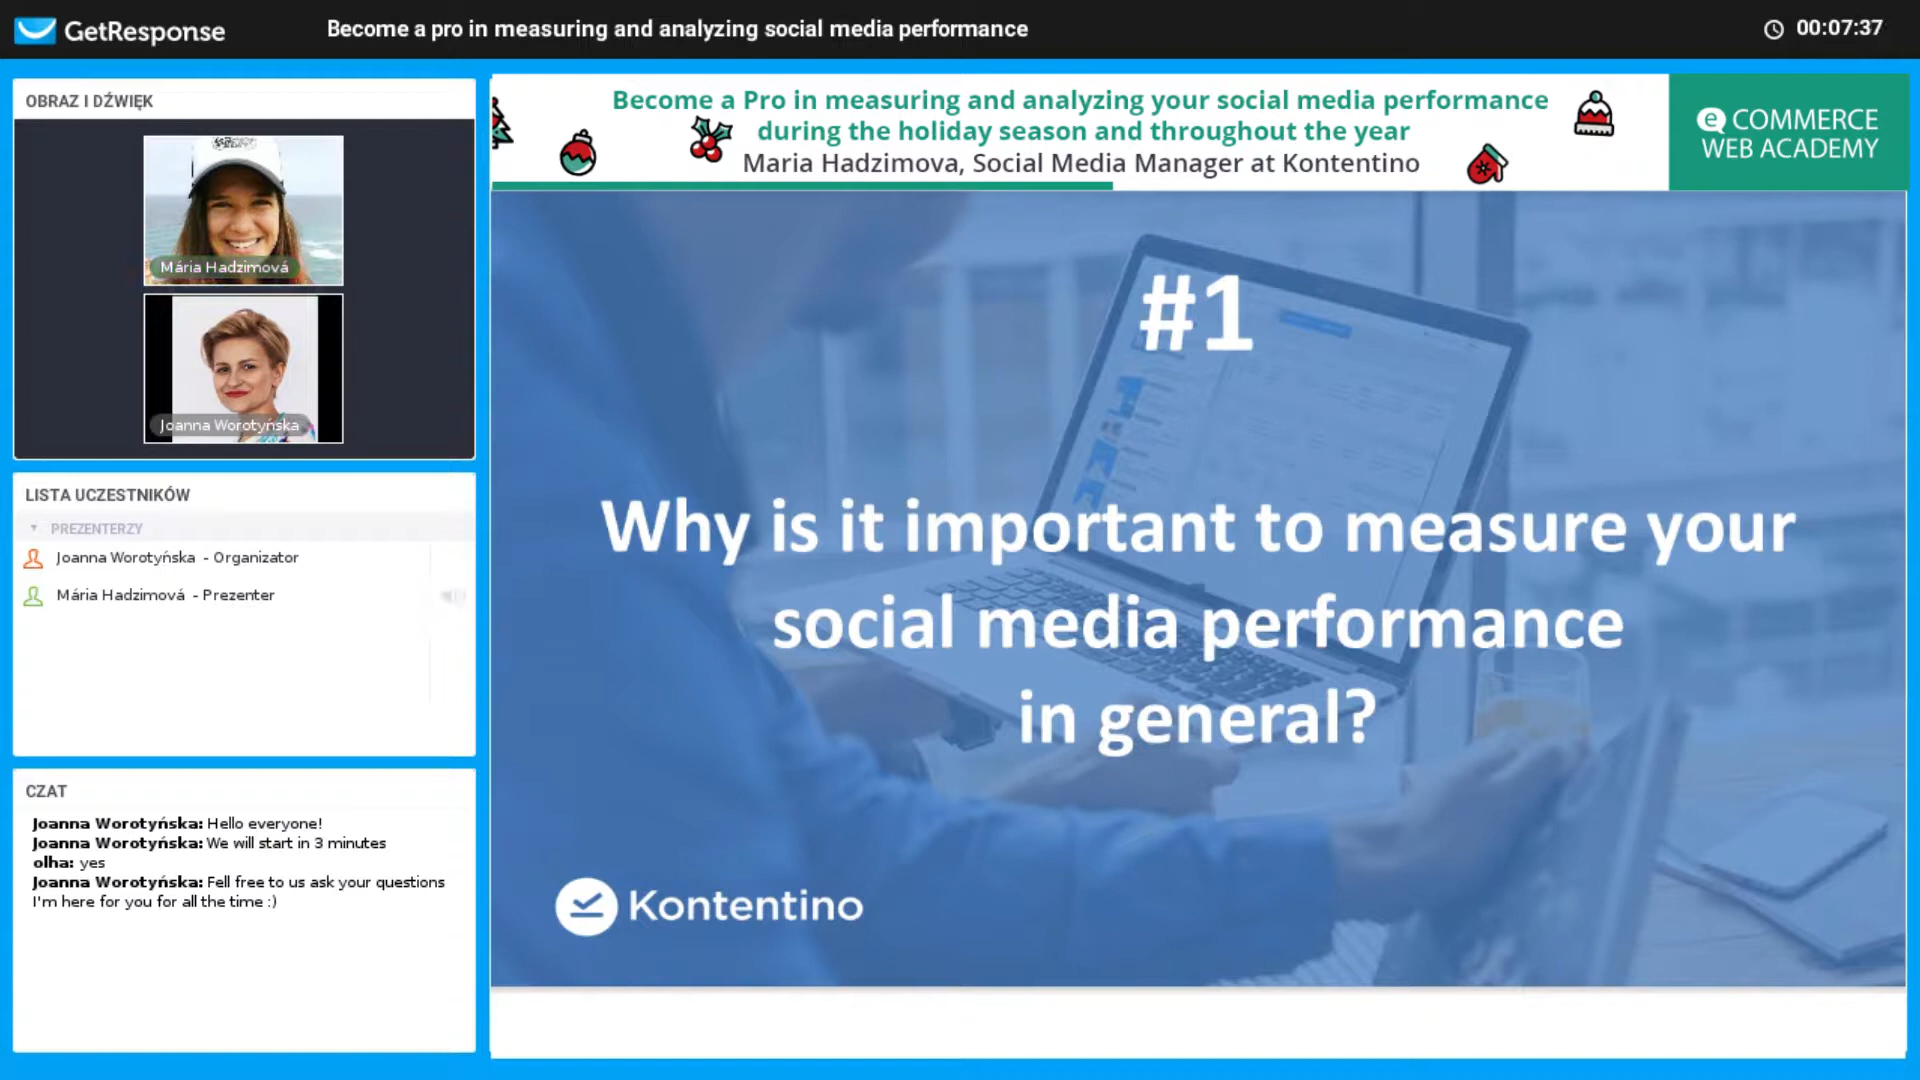 GetResponse
Become a pro in measuring and analyzing social media performance
00:07:37
OBRAZ I DŹWIĘK
Mária Hadzimová
Joanna Worotyńska
LISTA UCZESTNIKÓW
PREZENTERZY
Joanna Worotyńska - Organizator
Mária Hadzimová - Prezenter
CZAT
Joanna Worotyńska: Hello everyone!
Joanna Worotyńska: We will start in 3 minutes
olha: yes
Joanna Worotyńska: Fell free to us ask your questions
I'm here for you for all the time :)
Become a Pro in measuring and analyzing your social media performance
during the holiday season and throughout the year
Maria Hadzimova, Social Media Manager at Kontentino
e COMMERCE
WEB ACADEMY
#1
Why is it important to measure your
social media performance
in general?
Kontentino